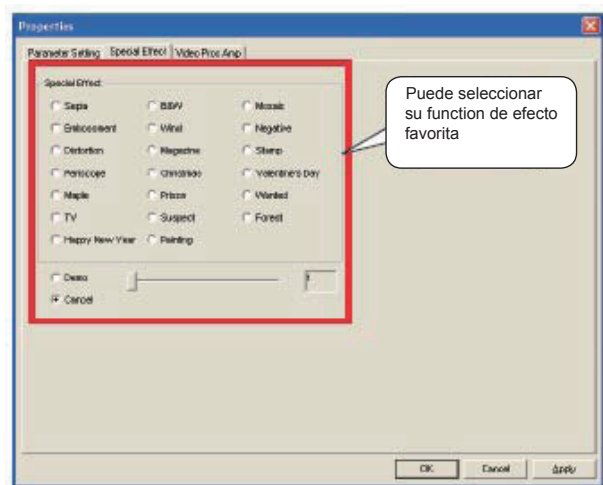 Properties
Parameter Setting Special Effect Video Proc Amp
Special Effect
Sepia B&W Mosaic
Embossment Wind Negative
Distortion Magazine Stamp
Periscope Christmas Valentine's Day
Maple Prison Wanted
TV Suspect Forest
Happy New Year Painting
Demo
Cancel
Puede seleccionar
su function de efecto
favorita
OK Cancel Apply